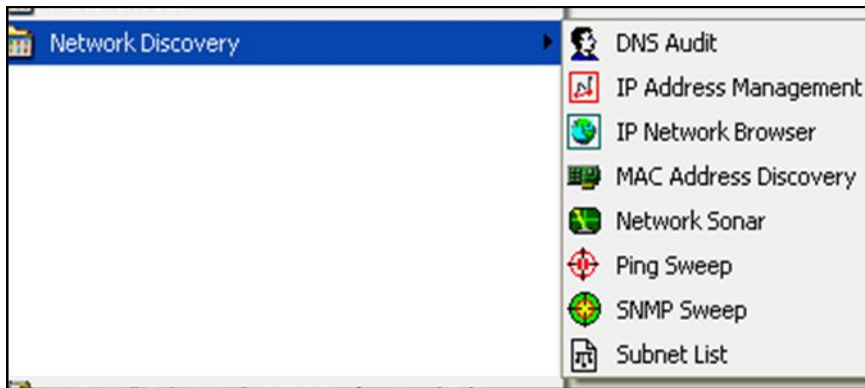 Network Discovery
DNS Audit
IP Address Management
IP Network Browser
MAC Address Discovery
Network Sonar
Ping Sweep
SNMP Sweep
Subnet List